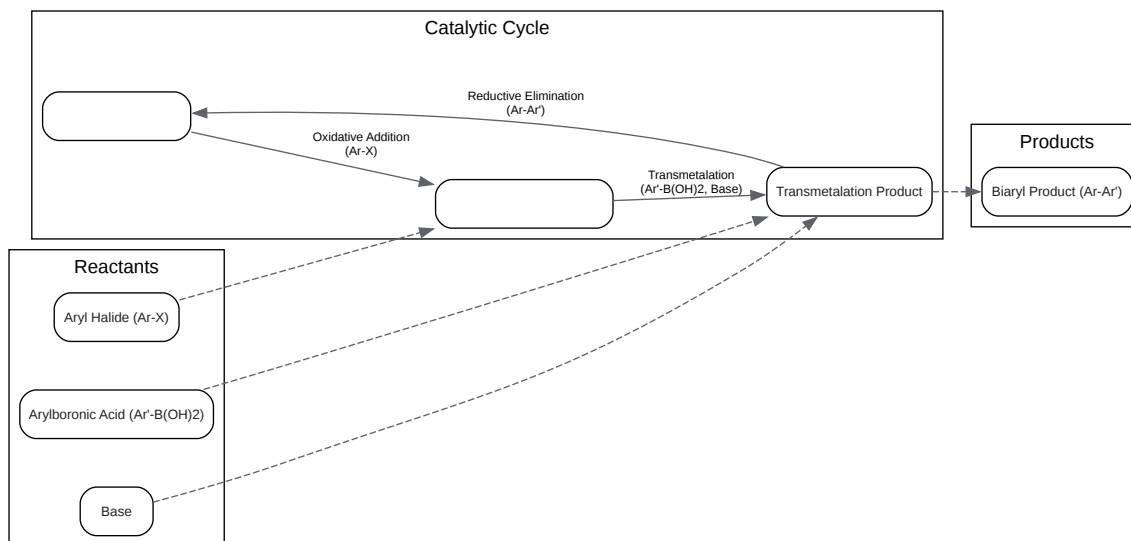 Catalytic Cycle
Reductive Elimination
(Ar-Ar')
Oxidative Addition
(Ar-X)
Transmetalation
(Ar'-B(OH)2, Base)
Transmetalation Product
Products
Biaryl Product (Ar-Ar')
Reactants
Aryl Halide (Ar-X)
Arylboronic Acid (Ar'-B(OH)2)
Base